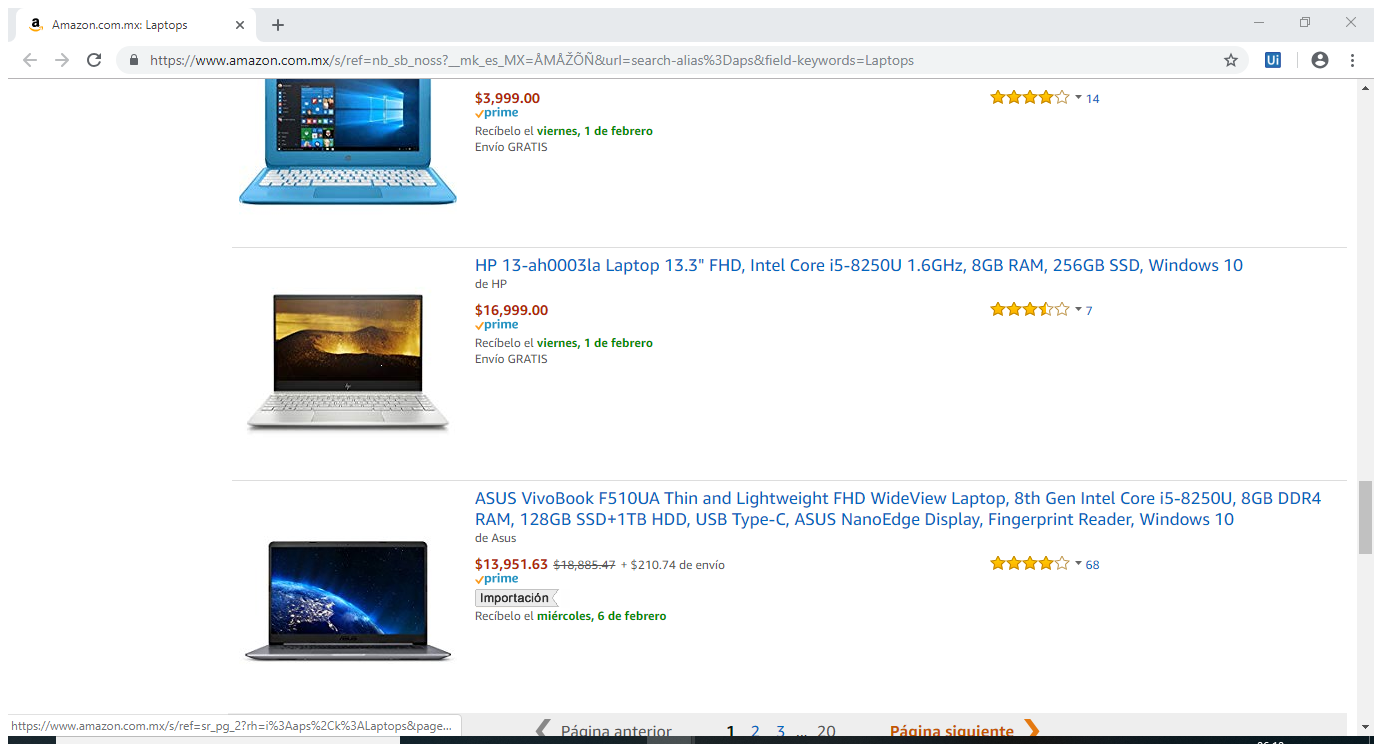 Amazon.com.mx: Laptops
https://www.amazon.com.mx/s/ref=nb_sb_noss?__mk_es_MX=ÅMÅŽÕÑ&url=search-alias%3Daps&field-keywords=Laptops
Ui
$3,999.00
14
prime
Recíbelo el viernes, 1 de febrero
Envío GRATIS
HP 13-ah0003la Laptop 13.3" FHD, Intel Core i5-8250U 1.6GHz, 8GB RAM, 256GB SSD, Windows 10
de HP
$16,999.00
7
prime
Recíbelo el viernes, 1 de febrero
Envío GRATIS
ASUS VivoBook F510UA Thin and Lightweight FHD WideView Laptop, 8th Gen Intel Core i5-8250U, 8GB DDR4
RAM, 128GB SSD+1TB HDD, USB Type-C, ASUS NanoEdge Display, Fingerprint Reader, Windows 10
de Asus
$13,951.63 $18,885.47 + $210.74 de envío
68
prime
Importación
Recíbelo el miércoles, 6 de febrero
https://www.amazon.com.mx/s/ref=sr_pg_2?rh=i%3Aaps%2Ck%3ALaptops&page...
Página anterior 1 2 3 ... 20 Página siguiente